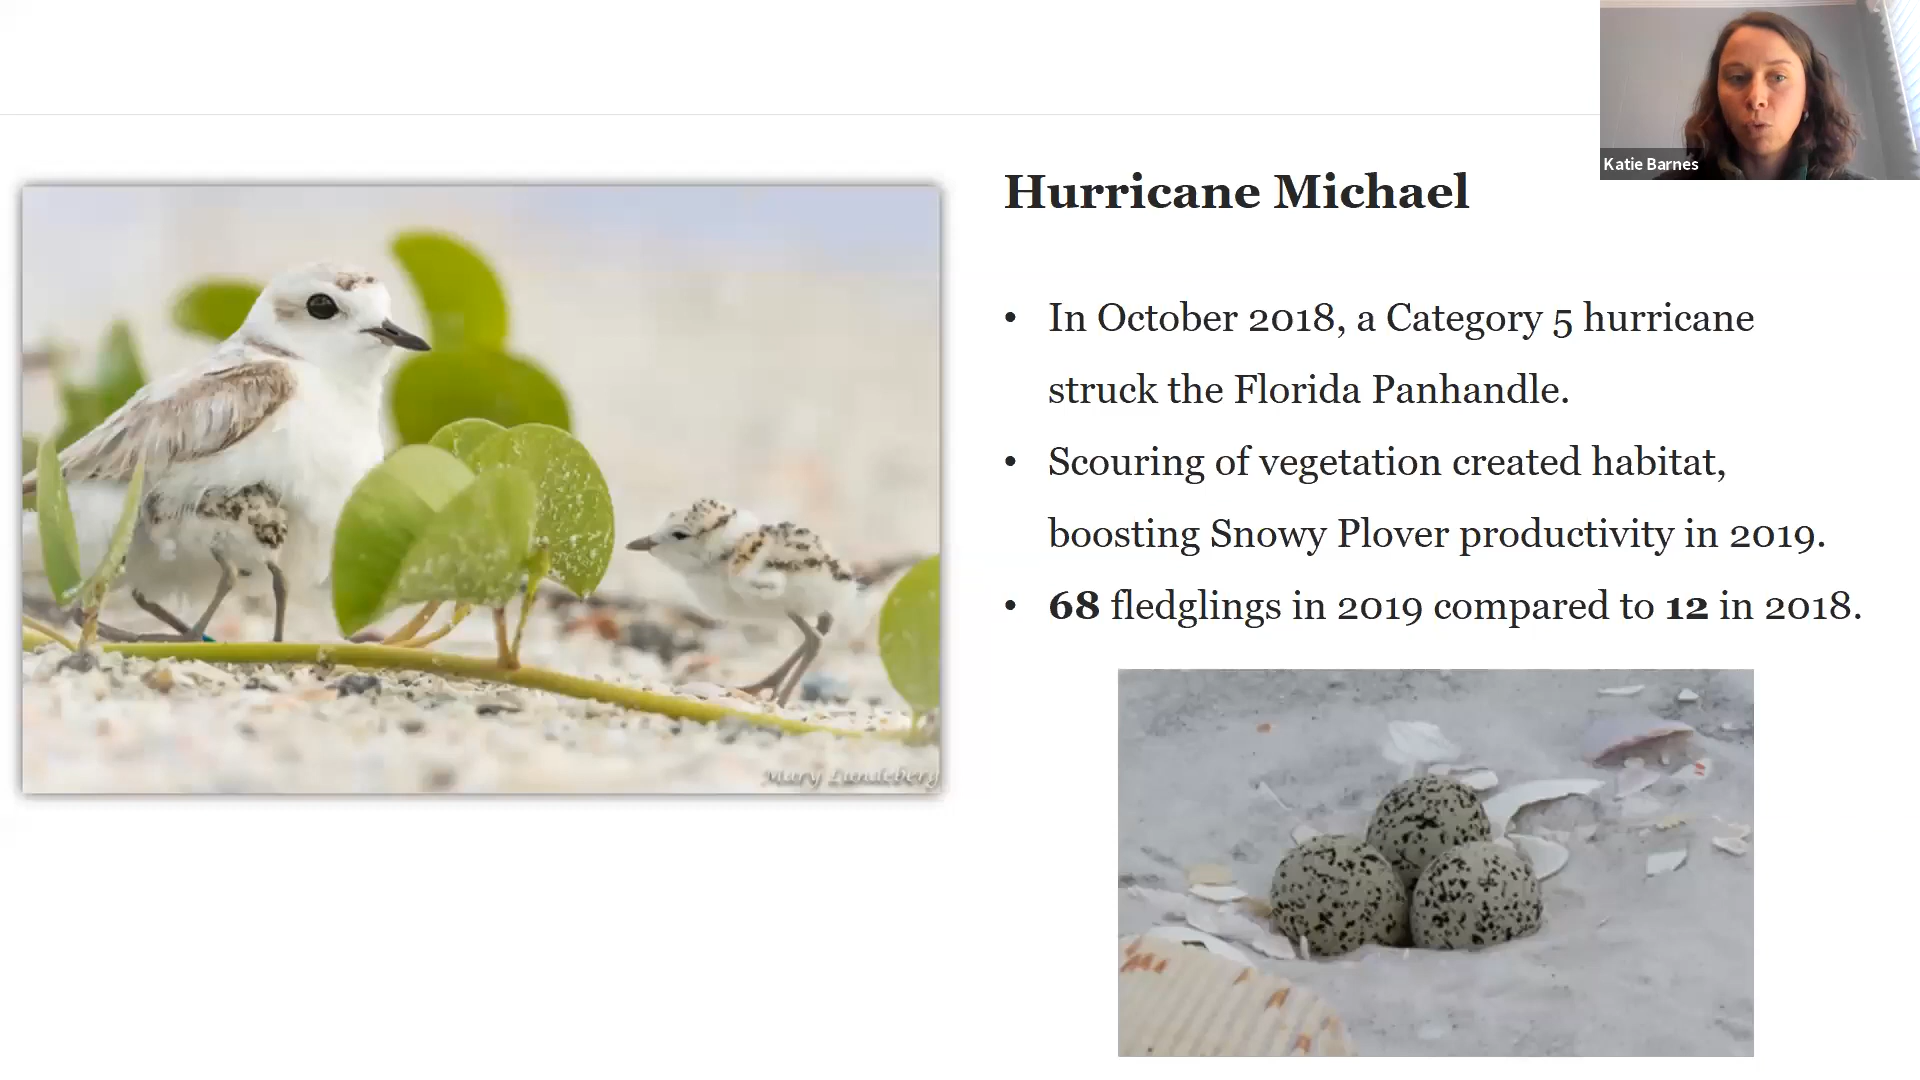 Katie Barnes
Hurricane Michael
• In October 2018, a Category 5 hurricane
struck the Florida Panhandle.
• Scouring of vegetation created habitat,
boosting Snowy Plover productivity in 2019.
• 68 fledglings in 2019 compared to 12 in 2018.
Mary Lundeberg